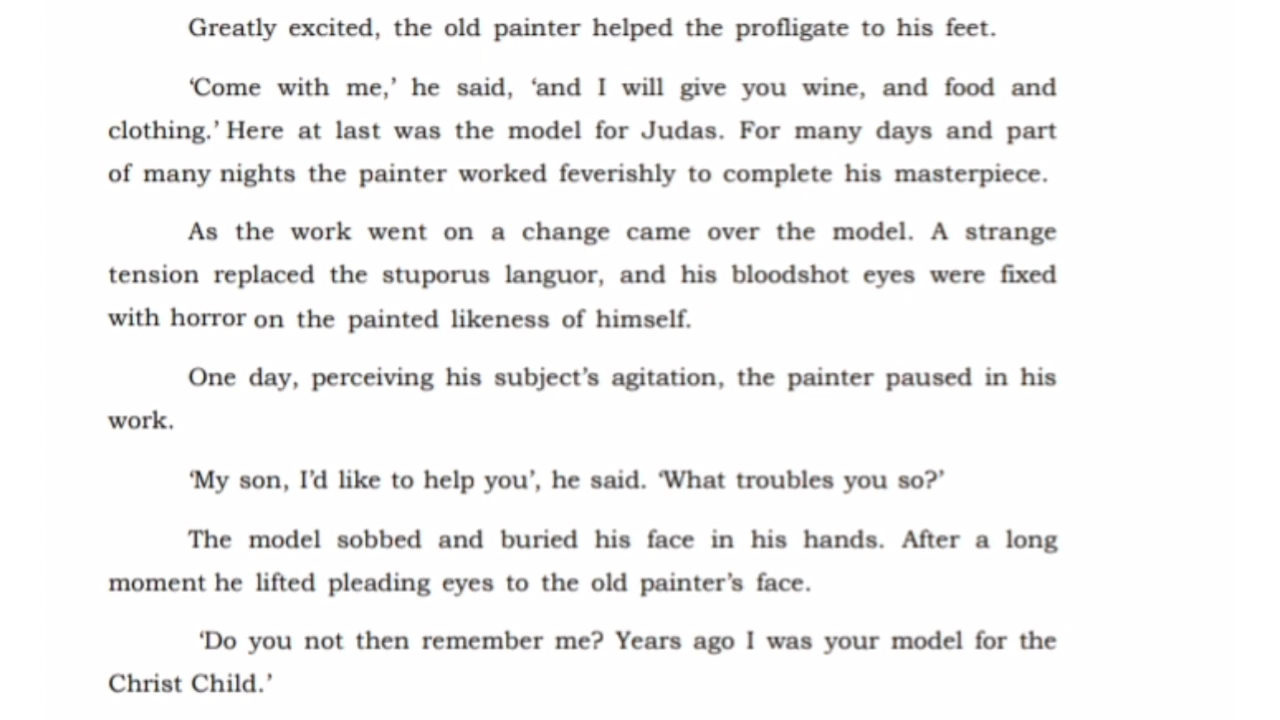 Greatly excited, the old painter helped the profligate to his feet.
‘Come with me,’ he said, ‘and I will give you wine, and food and
clothing.’ Here at last was the model for Judas. For many days and part
of many nights the painter worked feverishly to complete his masterpiece.
As the work went on a change came over the model. A strange
tension replaced the stuporus languor, and his bloodshot eyes were fixed
with horror on the painted likeness of himself.
One day, perceiving his subject’s agitation, the painter paused in his
work.
‘My son, I’d like to help you’, he said. ‘What troubles you so?’
The model sobbed and buried his face in his hands. After a long
moment he lifted pleading eyes to the old painter’s face.
‘Do you not then remember me? Years ago I was your model for the
Christ Child.’